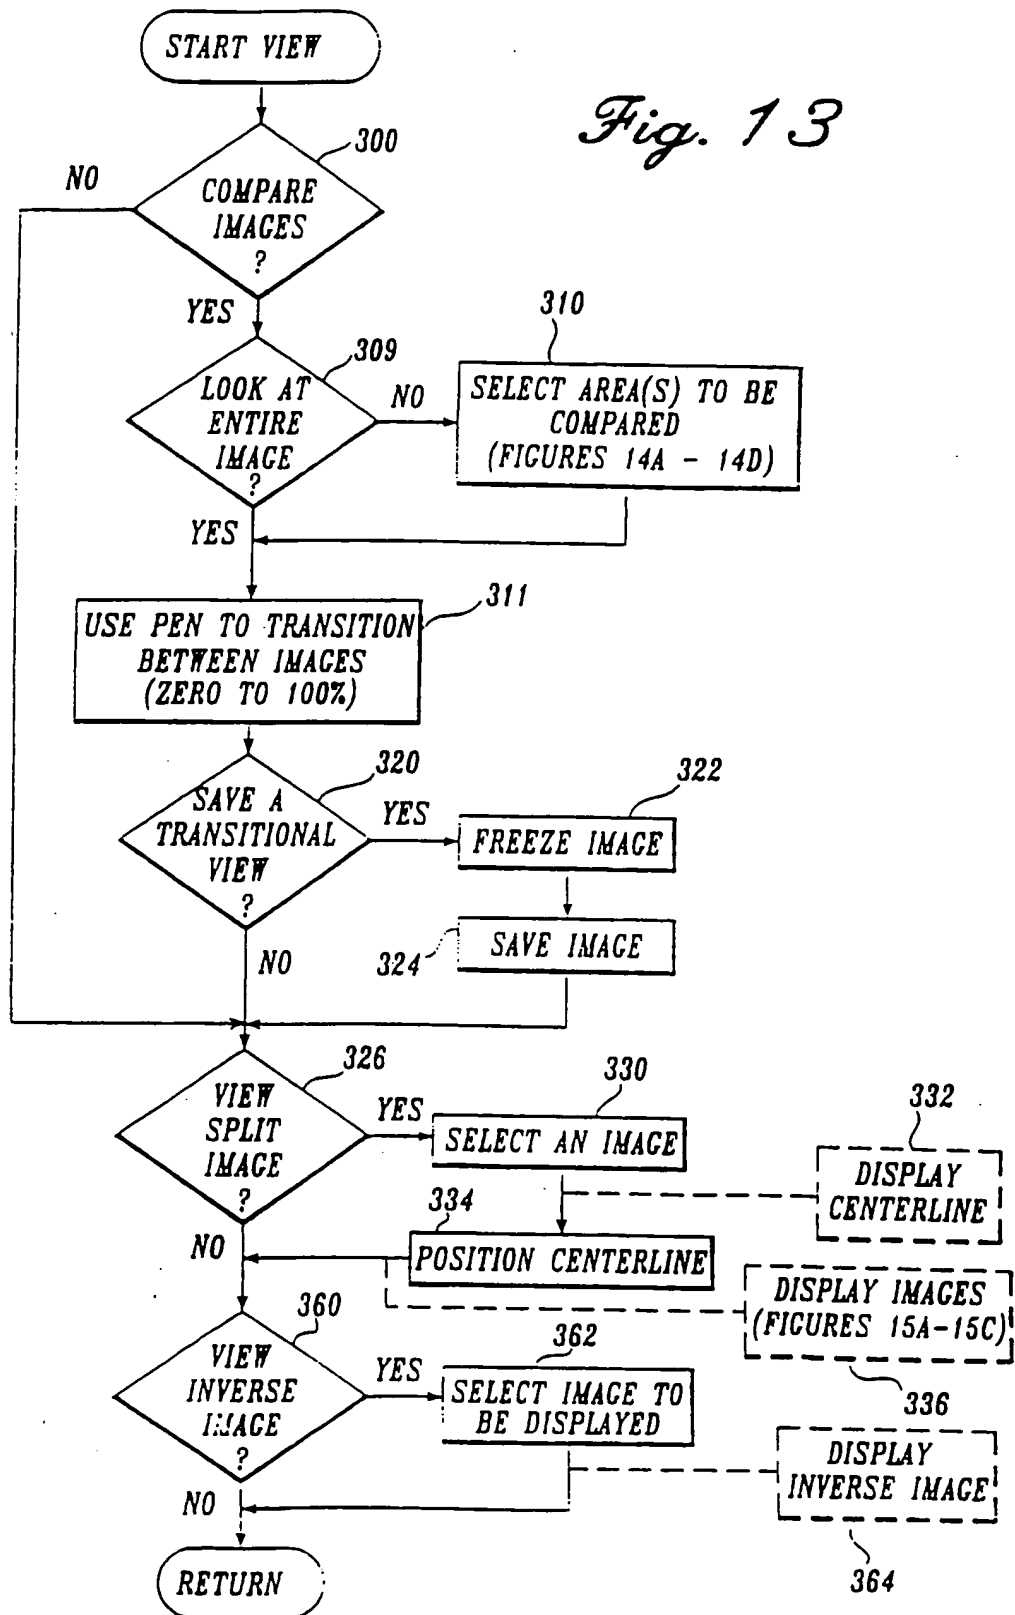 START VIEW
Fig. 13
300
NO
COMPARE
IMAGES
?
YES
309
LOOK AT
ENTIRE
IMAGE
?
NO
310
SELECT AREA(S) TO BE
COMPARED
(FIGURES 14A - 14D)
YES
311
USE PEN TO TRANSITION
BETWEEN IMAGES
(ZERO TO 100%)
320
SAVE A
TRANSITIONAL
VIEW
?
YES
322
FREEZE IMAGE
324
SAVE IMAGE
NO
326
VIEW
SPLIT
IMAGE
?
YES
330
SELECT AN IMAGE
332
DISPLAY
CENTERLINE
334
POSITION CENTERLINE
NO
DISPLAY IMAGES
(FIGURES 15A-15C)
336
360
VIEW
INVERSE
IMAGE
?
YES
362
SELECT IMAGE TO
BE DISPLAYED
DISPLAY
INVERSE IMAGE
364
NO
RETURN